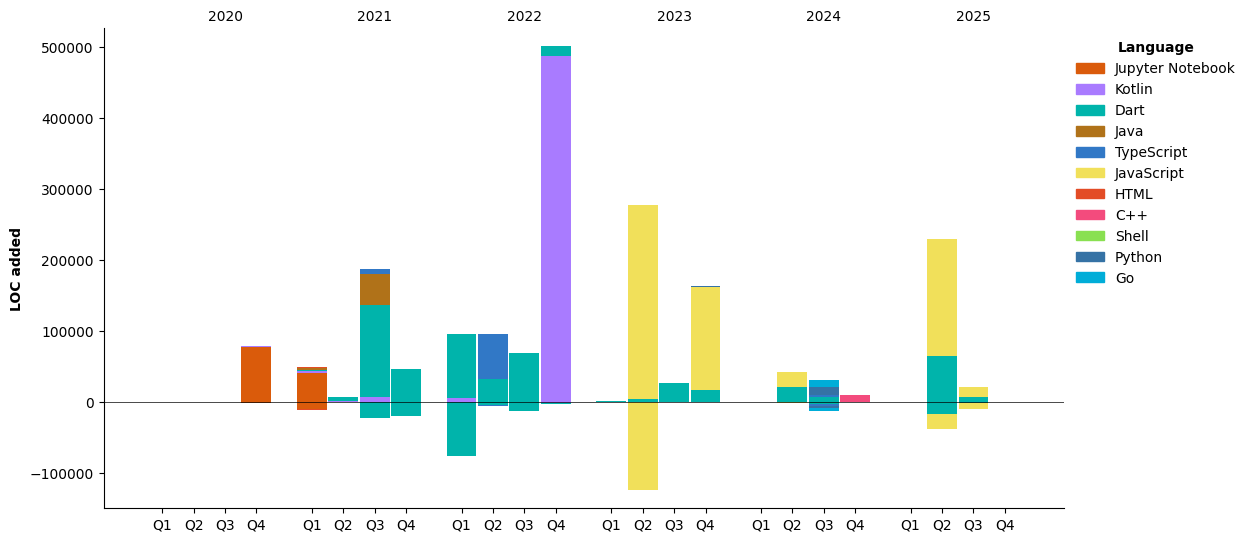 2020 2021 2022 2023 2024 2025
500000
400000
300000
200000
100000
0
−100000
LOC added
Q1 Q2 Q3 Q4 Q1 Q2 Q3 Q4 Q1 Q2 Q3 Q4 Q1 Q2 Q3 Q4 Q1 Q2 Q3 Q4 Q1 Q2 Q3 Q4
Language
Jupyter Notebook
Kotlin
Dart
Java
TypeScript
JavaScript
HTML
C++
Shell
Python
Go